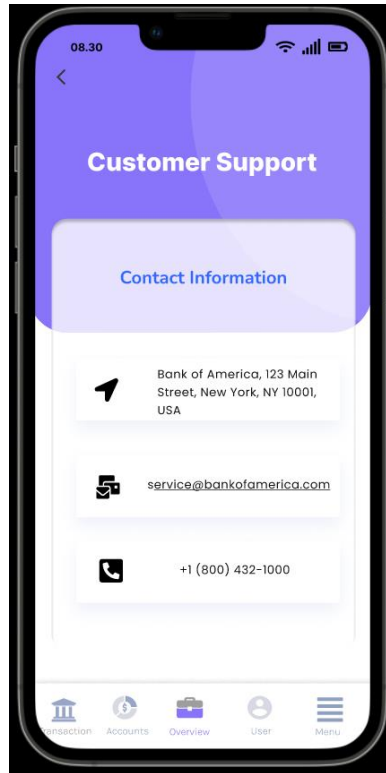 08.30
Customer Support
Contact Information
Bank of America, 123 Main
Street, New York, NY 10001,
USA
service@bankofamerica.com
+1 (800) 432-1000
ransaction Accounts Overview User Menu